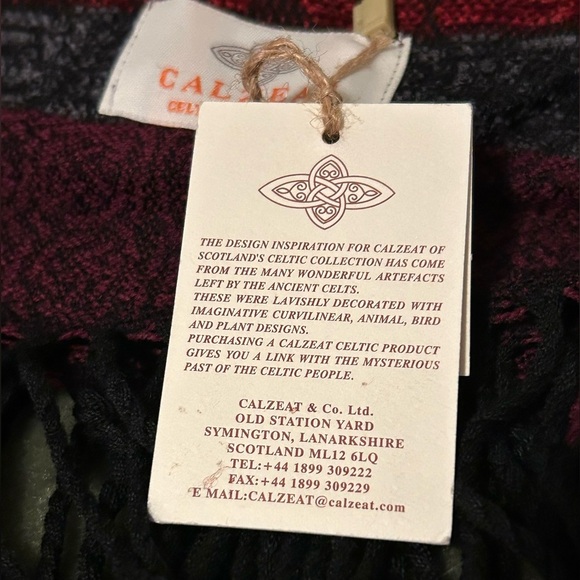 CALZEAT
THE DESIGN INSPIRATION FOR CALZEAT OF
SCOTLAND'S CELTIC COLLECTION HAS COME
FROM THE MANY WONDERFUL ARTEFACTS
LEFT BY THE ANCIENT CELTS.
THESE WERE LAVISHLY DECORATED WITH
IMAGINATIVE CURVILINEAR, ANIMAL, BIRD
AND PLANT DESIGNS.
PURCHASING A CALZEAT CELTIC PRODUCT
GIVES YOU A LINK WITH THE MYSTERIOUS
PAST OF THE CELTIC PEOPLE.
CALZEAT & Co. Ltd.
OLD STATION YARD
SYMINGTON, LANARKSHIRE
SCOTLAND ML12 6LQ
TEL:+44 1899 309222
FAX:+44 1899 309229
E MAIL:CALZEAT@calzeat.com